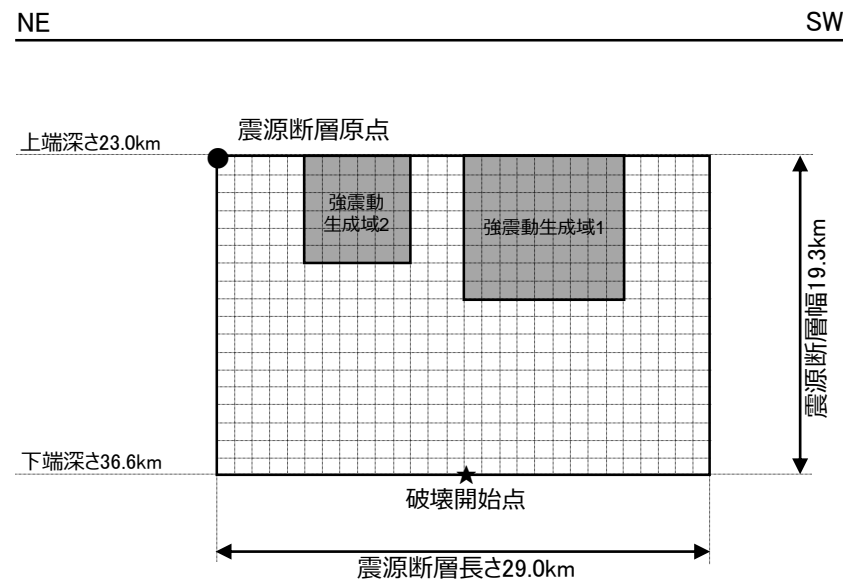 NE
SW
震源断層原点
上端深さ23.0km
強震動
生成域2
強震動生成域1
震源断層幅19.3km
下端深さ36.6km
破壊開始点
震源断層長さ29.0km